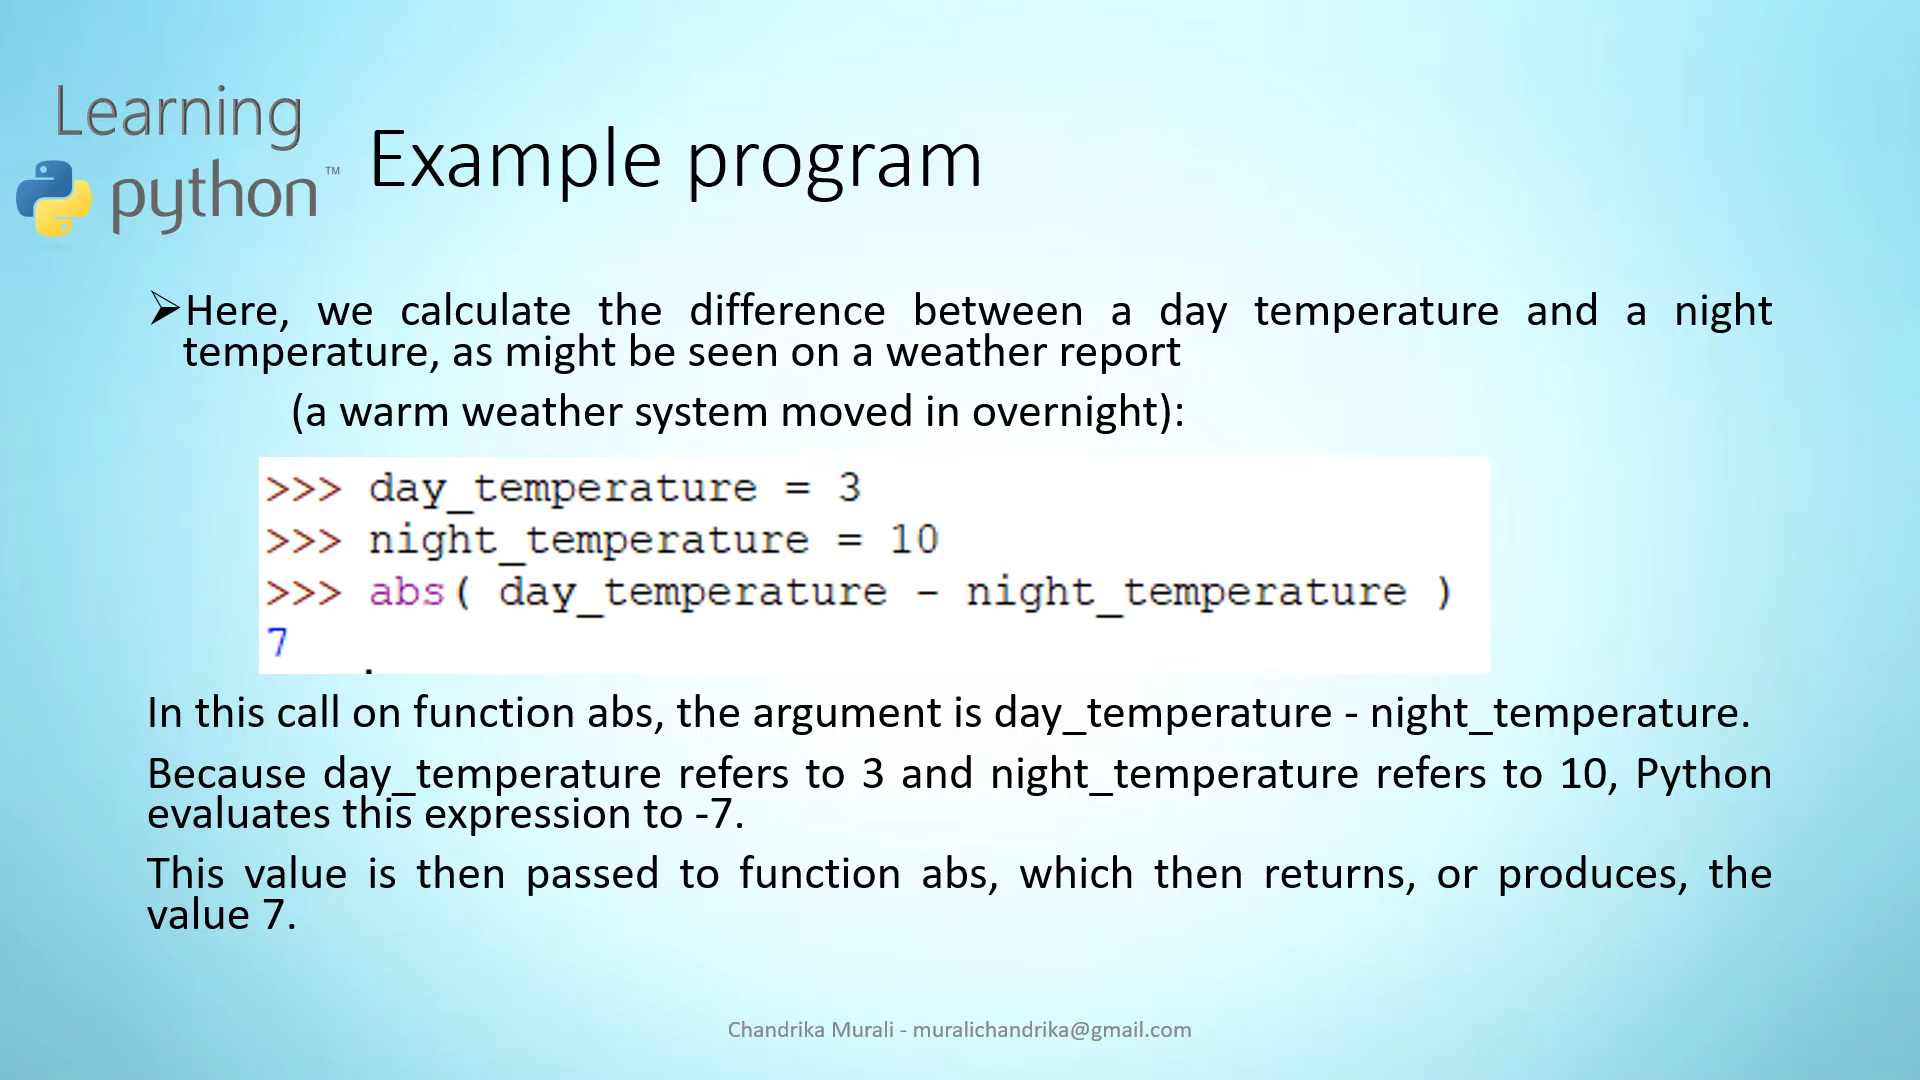 Learning
python™
Example program
➢Here, we calculate the difference between a day temperature and a night
temperature, as might be seen on a weather report
(a warm weather system moved in overnight):
>>> day_temperature = 3
>>> night_temperature = 10
>>> abs( day_temperature - night_temperature )
7
In this call on function abs, the argument is day_temperature - night_temperature.
Because day_temperature refers to 3 and night_temperature refers to 10, Python
evaluates this expression to -7.
This value is then passed to function abs, which then returns, or produces, the
value 7.
Chandrika Murali - muralichandrika@gmail.com